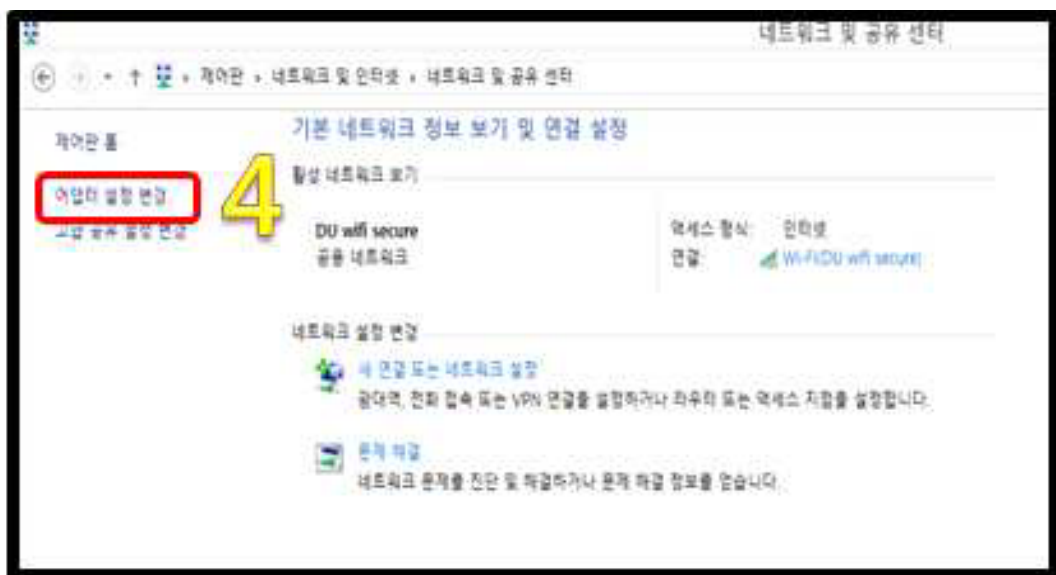 네트워크 및 공유 센터
제어판 › 네트워크 및 인터넷 › 네트워크 및 공유 센터
제어판 홈
어댑터 설정 변경
고급 공유 설정 변경
4
기본 네트워크 정보 보기 및 연결 설정
활성 네트워크 보기
DU wifi secure
공용 네트워크
액세스 형식: 인터넷
연결: Wi-Fi(DU wifi secure)
네트워크 설정 변경
새 연결 또는 네트워크 설정
광대역, 전화 접속 또는 VPN 연결을 설정하거나 라우터 또는 액세스 지점을 설정합니다.
문제 해결
네트워크 문제를 진단 및 해결하거나 문제 해결 정보를 얻습니다.